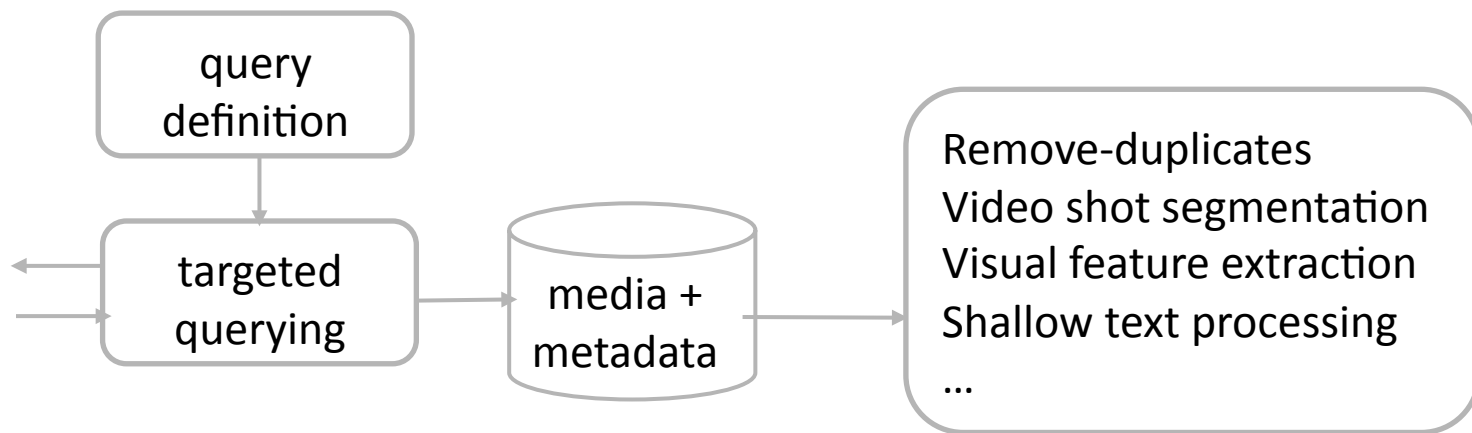 query
definition
targeted
querying
media +
metadata
Remove-duplicates
Video shot segmentation
Visual feature extraction
Shallow text processing
...